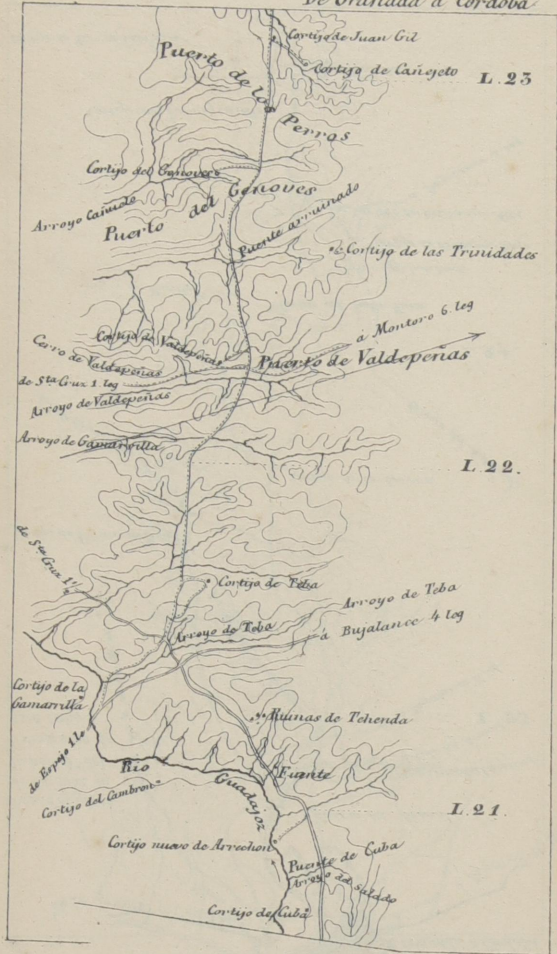 De Granada á Cordoba
Cortijo de Juan Gil
Cortijo de Cañejeto
L. 23
Puerto de los Perros
Cortijo del Genoves
Puerto del Genoves
Puente arruinado
Cortijo de las Trinidades
Cortijo de Valdepeñas
á Montoro 6 leg
Cerro de Valdepeñas
Puerto de Valdepeñas
de Sta Cruz 1. leg
Arroyo de Valdepeñas
Arroyo de Gamarrilla
L. 22.
de Sta Cruz 1 l
Cortijo de Teba
Arroyo de Teba
Arroyo de Teba
á Bujalance 4 leg
Cortijo de la
Gamarrilla
de Espejo 1 le
Ruinas de Tehenda
Rio Guadajoz
Fuente
Cortijo del Cambron
L. 21.
Cortijo nuevo de Arrechon
Puente de Cuba
Arroyo del Salado
Cortijo de Cuba